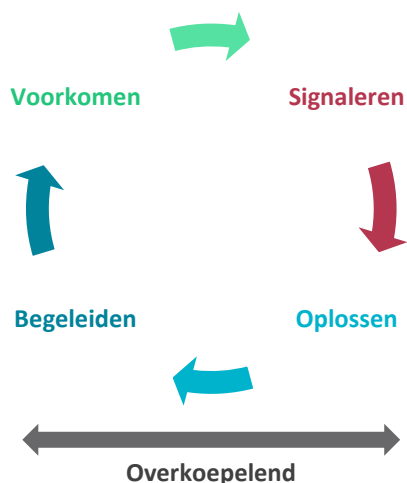 Voorkomen
Signaleren
Begeleiden
Oplossen
Overkoepelend